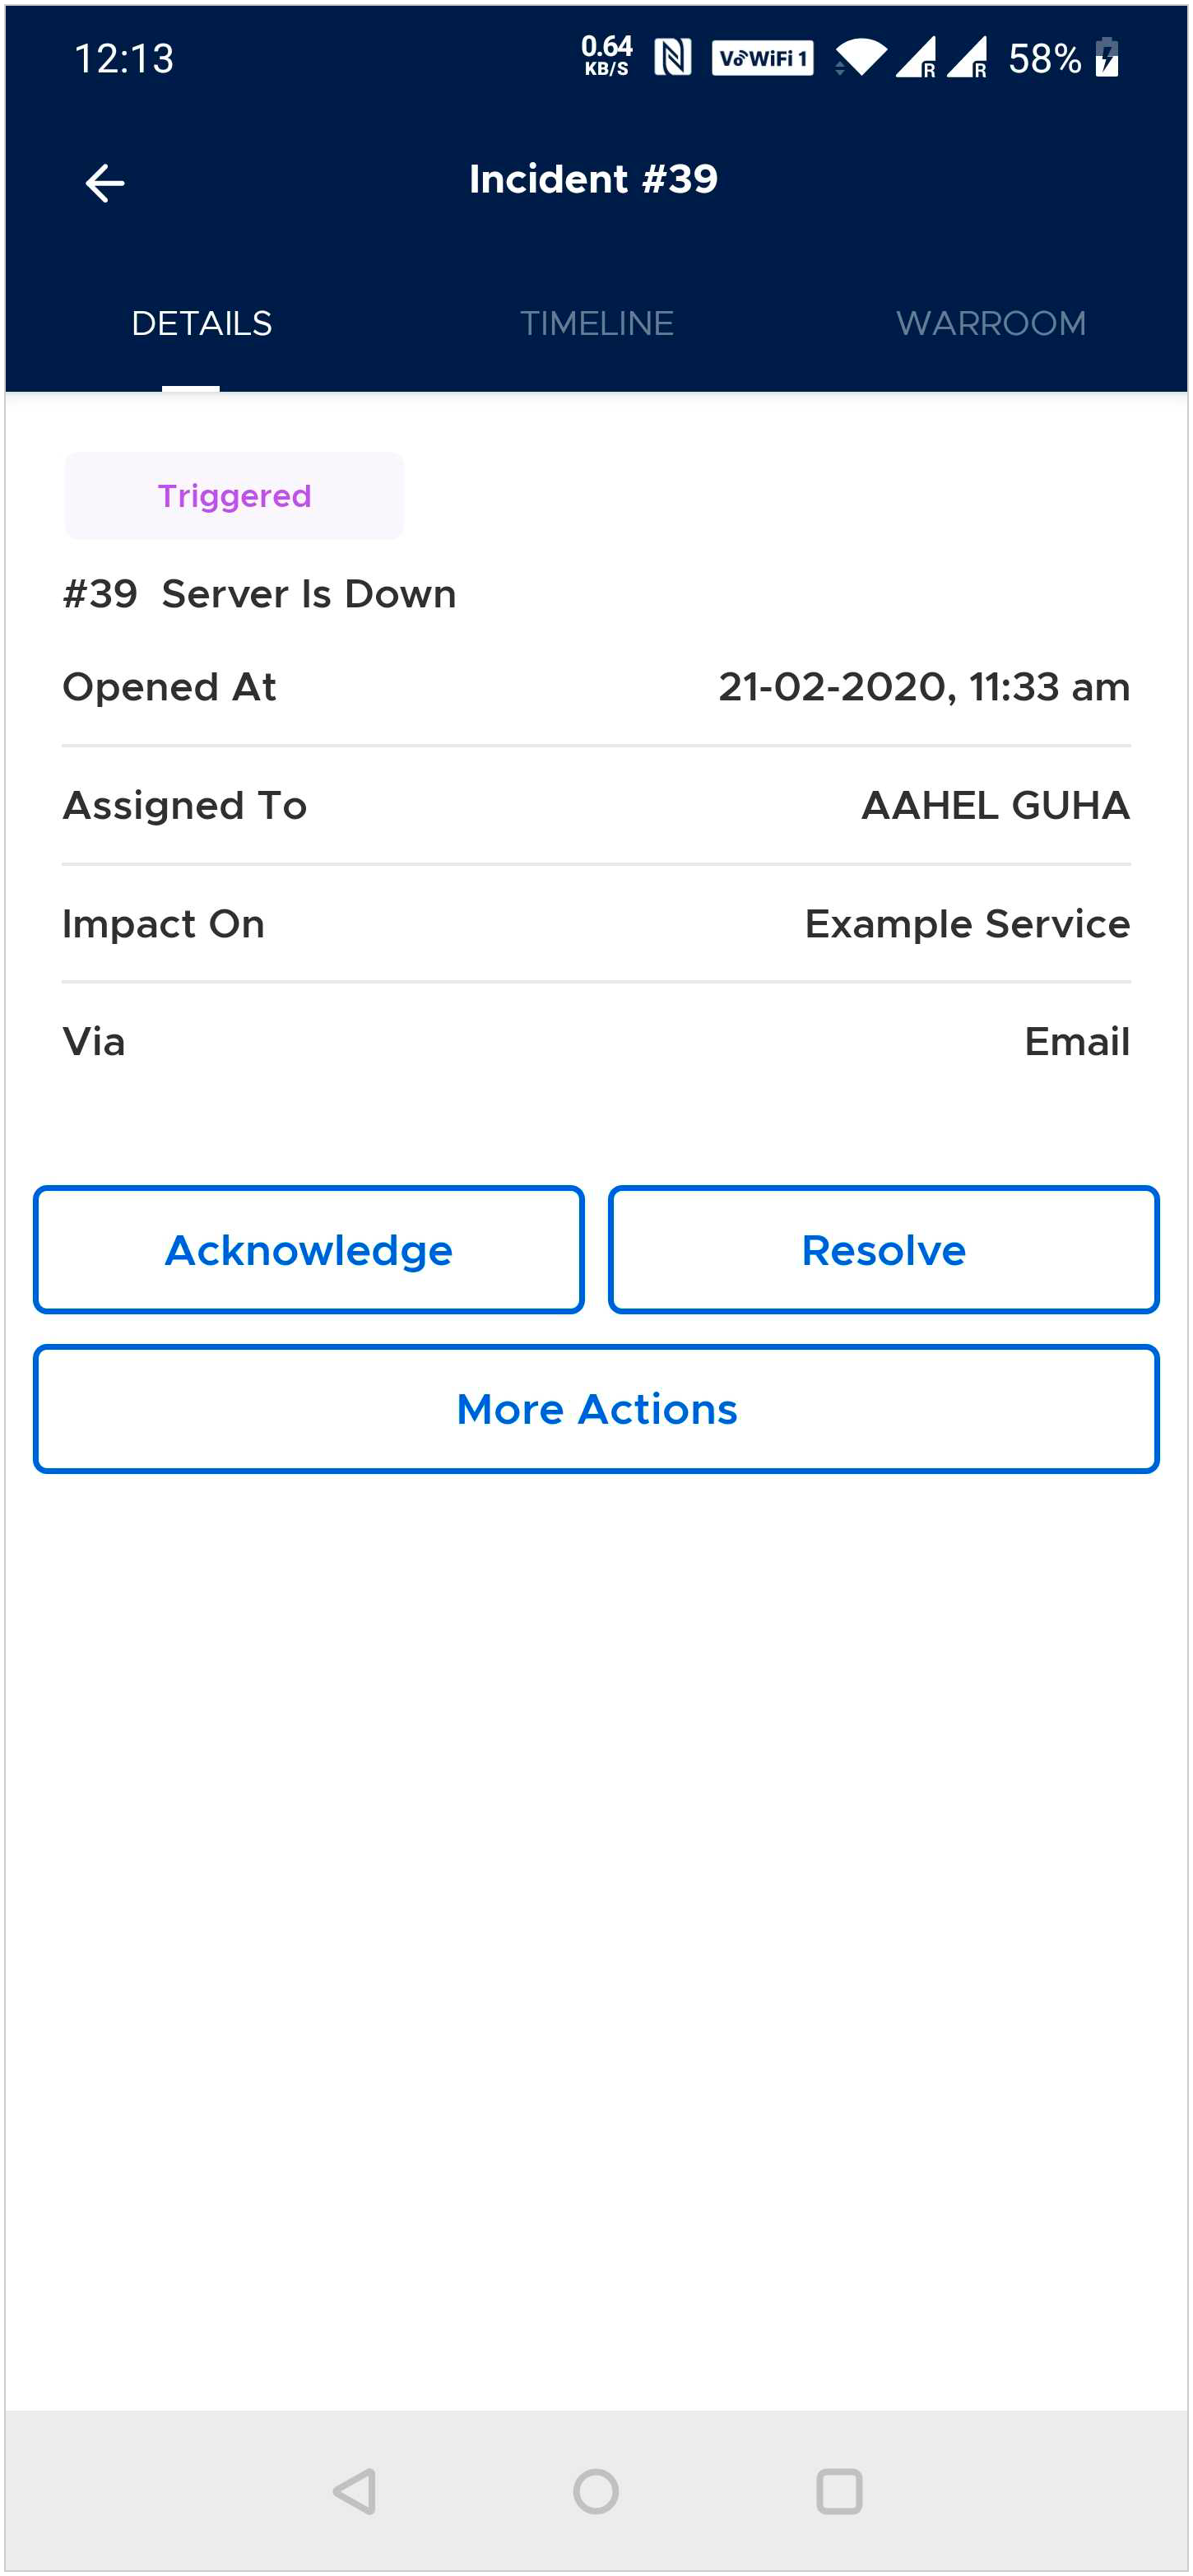 12:13 0.64 KB/S VoWiFi 1 R R 58%
Incident #39
DETAILS TIMELINE WARROOM
Triggered
#39 Server Is Down
Opened At 21-02-2020, 11:33 am
Assigned To AAHEL GUHA
Impact On Example Service
Via Email
Acknowledge Resolve
More Actions